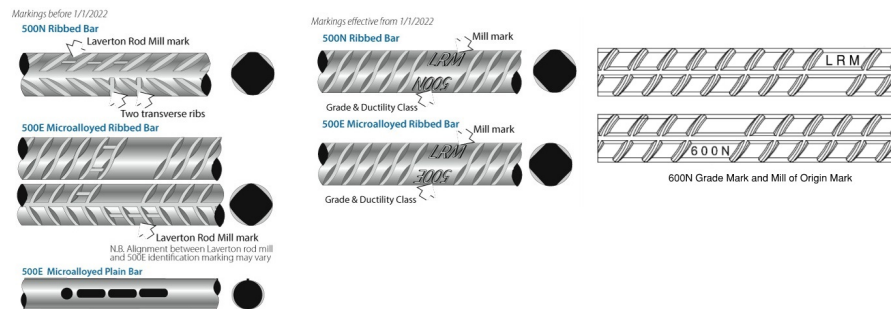 Markings before 1/1/2022
500N Ribbed Bar
Laverton Rod Mill mark
Two transverse ribs
500E Microalloyed Ribbed Bar
Laverton Rod Mill mark
N.B. Alignment between Laverton rod mill
and 500E identification marking may vary
500E Microalloyed Plain Bar
Markings effective from 1/1/2022
500N Ribbed Bar
Mill mark
LRM
500N
Grade & Ductility Class
500E Microalloyed Ribbed Bar
Mill mark
LRM
500E
Grade & Ductility Class
LRM
600N
600N Grade Mark and Mill of Origin Mark